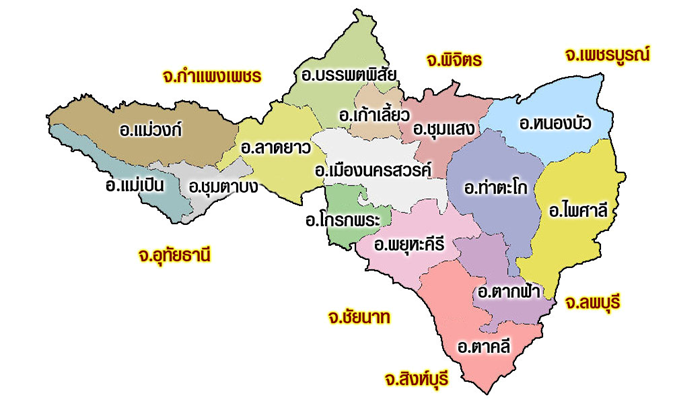 จ.กำแพงเพชร
จ.พิจิตร
จ.เพชรบูรณ์
อ.บรรพตพิสัย
อ.เก้าเลี้ยว
อ.ชุมแสง
อ.หนองบัว
อ.แม่วงก์
อ.ลาดยาว
อ.เมืองนครสวรค์
อ.แม่เปิน
อ.ชุมตาบง
อ.ท่าตะโก
อ.ไพศาลี
อ.โกรกพระ
อ.พยุหะคีรี
จ.อุทัยธานี
อ.ตากฟ้า
จ.ลพบุรี
จ.ชัยนาท
อ.ตาคลี
จ.สิงห์บุรี